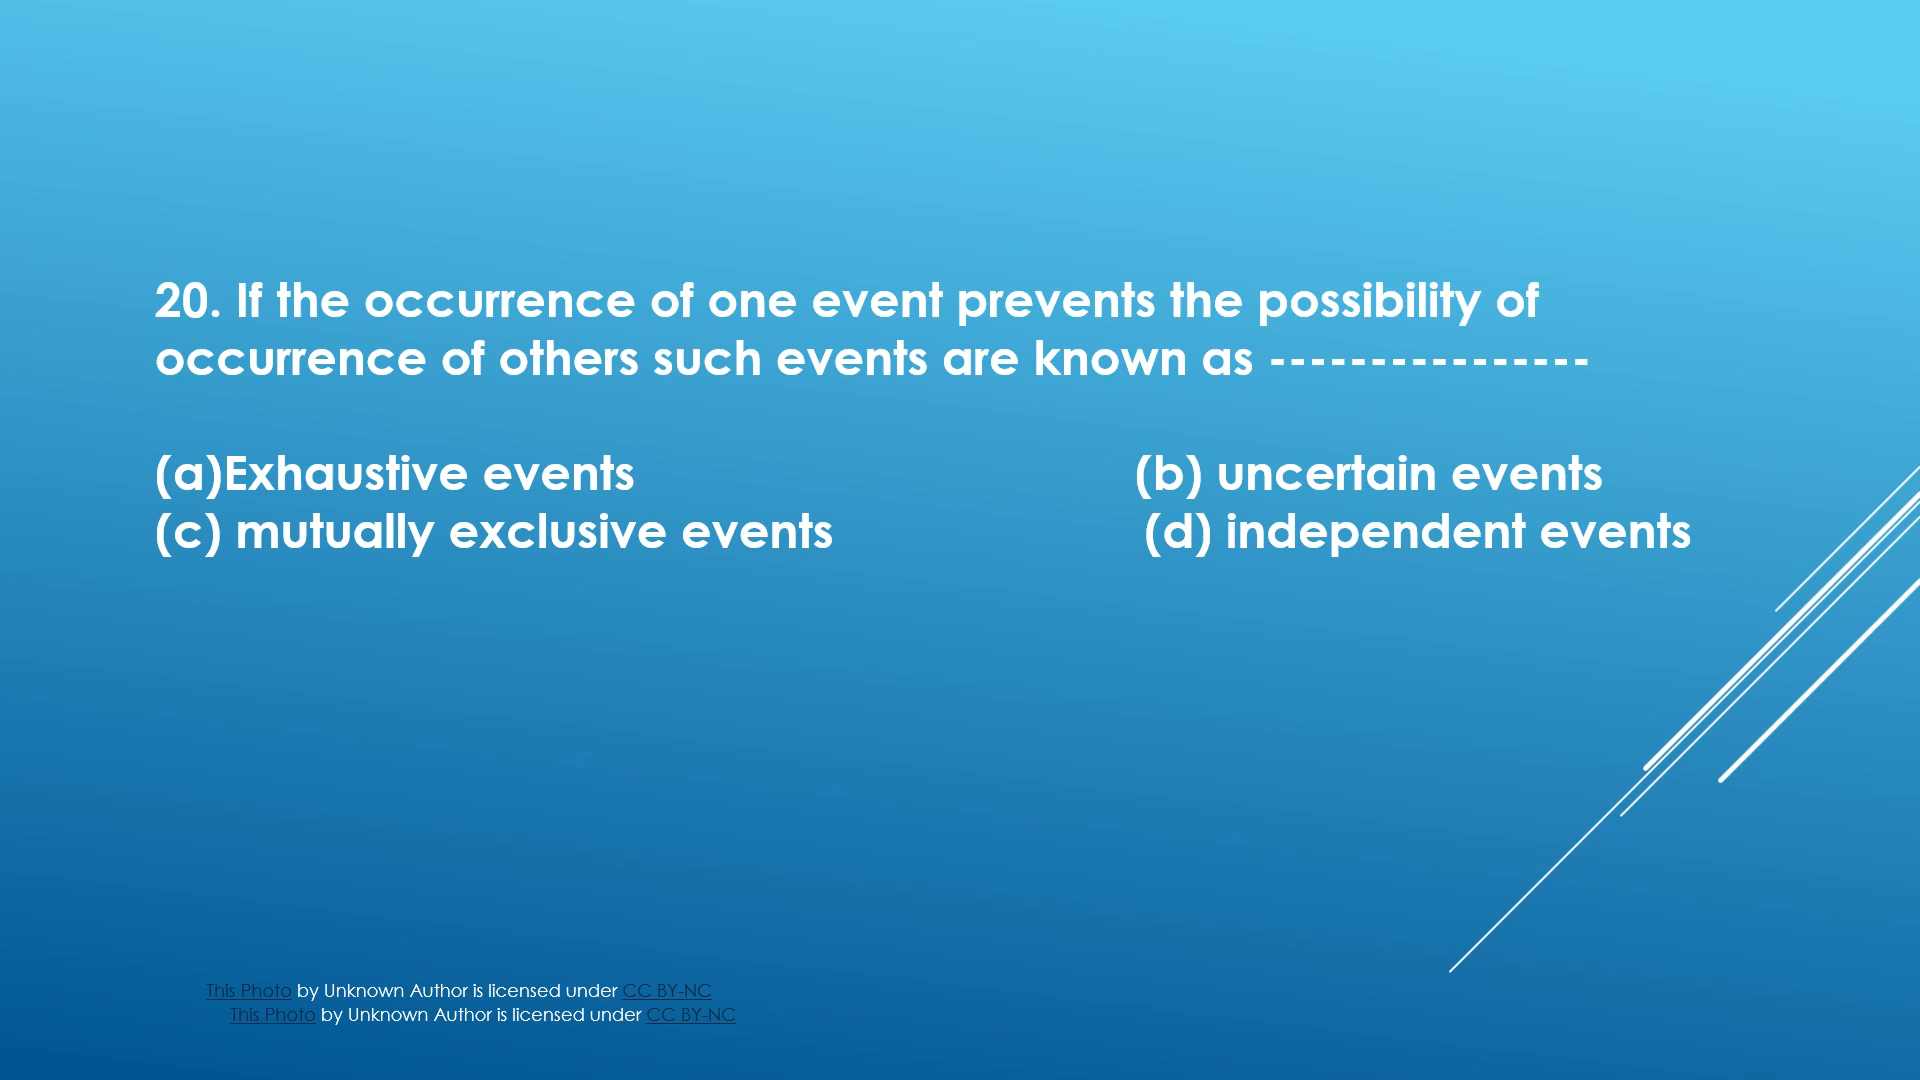 20. If the occurrence of one event prevents the possibility of
occurrence of others such events are known as ----------------
(a)Exhaustive events (b) uncertain events
(c) mutually exclusive events (d) independent events
This Photo by Unknown Author is licensed under CC BY-NC
This Photo by Unknown Author is licensed under CC BY-NC